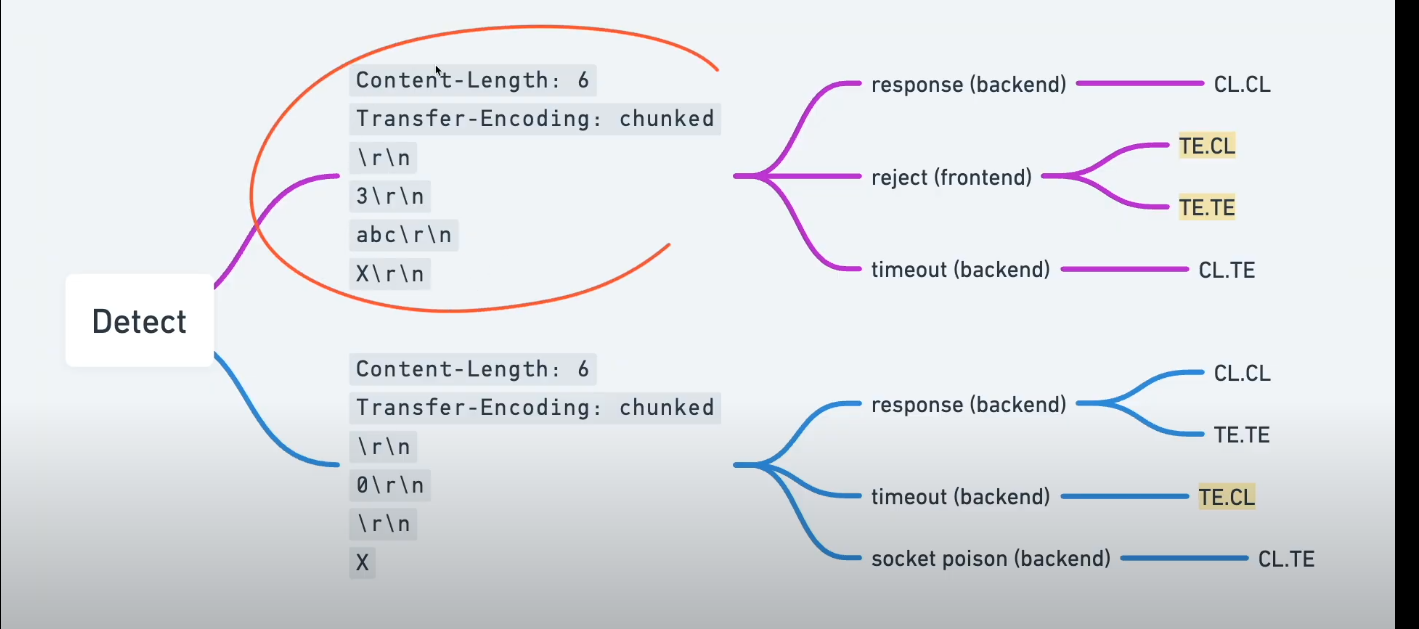 Detect
Content-Length: 6
Transfer-Encoding: chunked
\r\n
3\r\n
abc\r\n
X\r\n
response (backend)
CL.CL
reject (frontend)
TE.CL
TE.TE
timeout (backend)
CL.TE
Content-Length: 6
Transfer-Encoding: chunked
\r\n
0\r\n
\r\n
X
response (backend)
CL.CL
TE.TE
timeout (backend)
TE.CL
socket poison (backend)
CL.TE